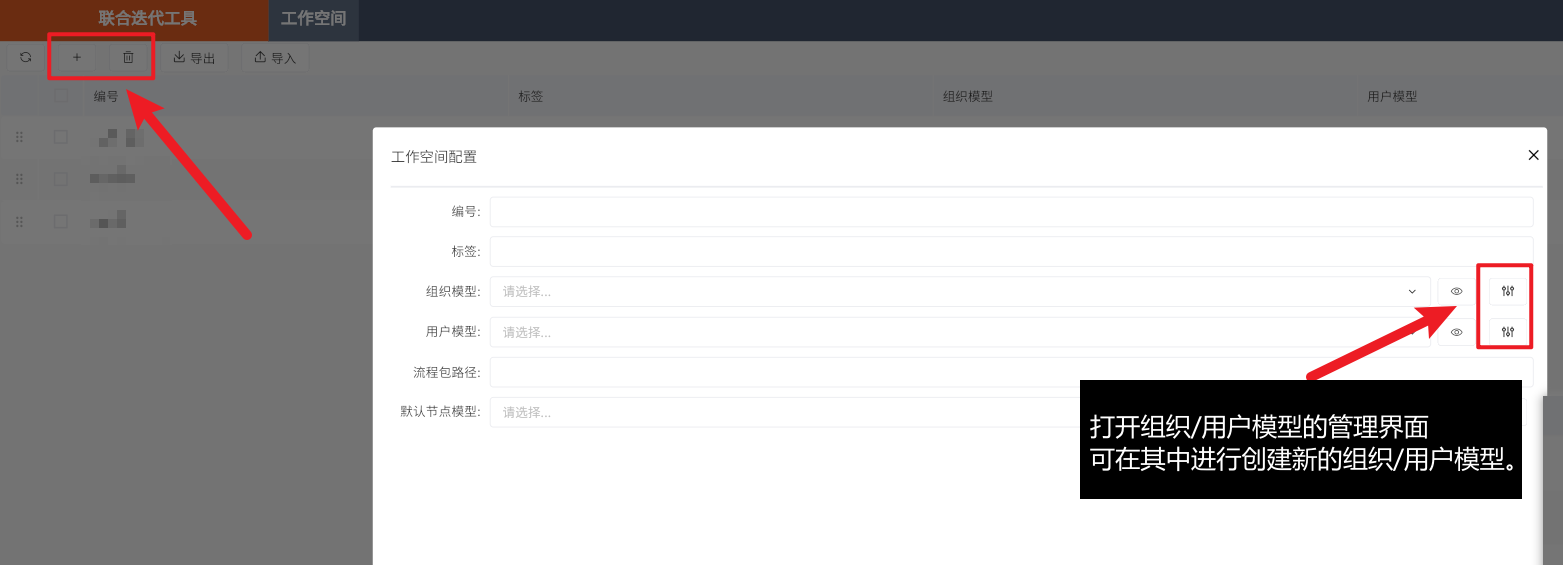 联合迭代工具 工作空间
导出 导入
编号 标签 组织模型 用户模型
工作空间配置
编号:
标签:
组织模型: 请选择...
用户模型: 请选择...
流程包路径:
默认节点模型: 请选择...
打开组织/用户模型的管理界面
可在其中进行创建新的组织/用户模型。